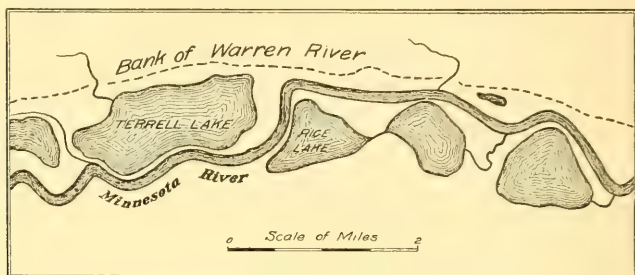 Bank of Warren River
TERRELL LAKE
RICE
LAKE
Minnesota River
0 Scale of Miles 2